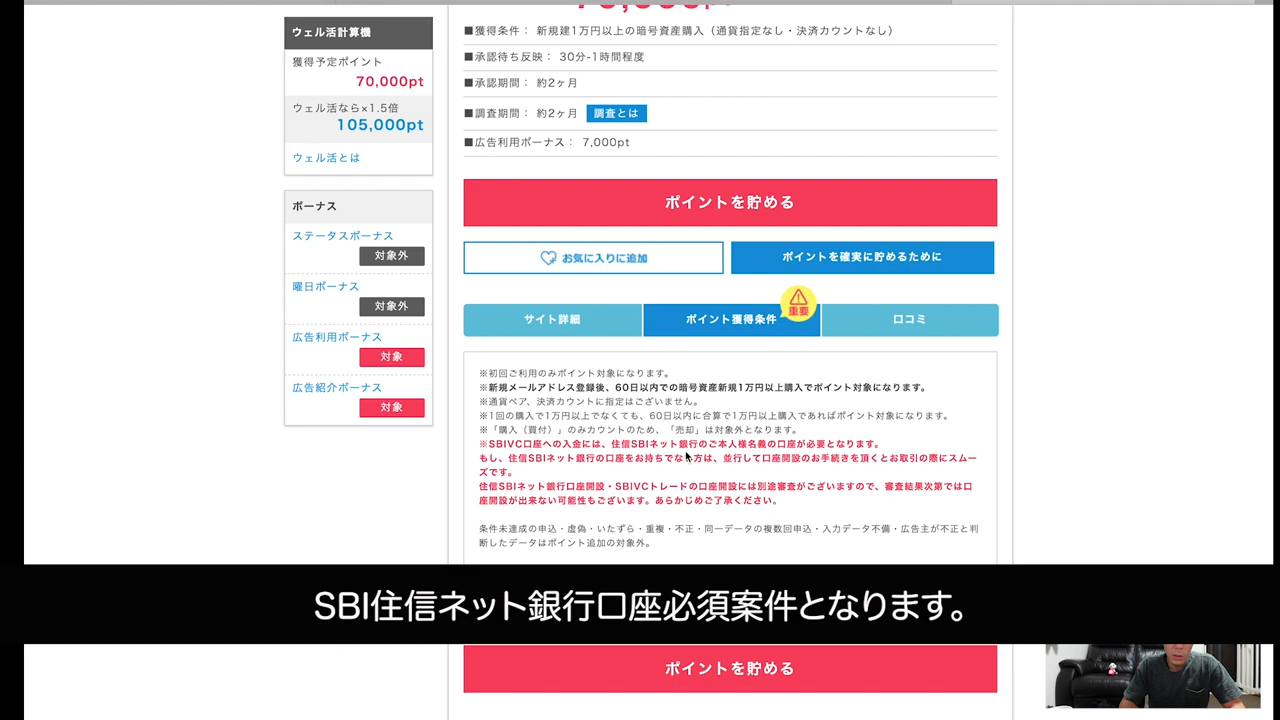 ウェル活計算機
獲得予定ポイント
70,000pt
ウェル活なら×1.5倍
105,000pt
ウェル活とは
ボーナス
ステータスボーナス
対象外
曜日ボーナス
対象外
広告利用ボーナス
対象
広告紹介ボーナス
対象
■獲得条件： 新規建1万円以上の暗号資産購入（通貨指定なし・決済カウントなし）
■承認待ち反映： 30分-1時間程度
■承認期間： 約2ヶ月
■調査期間： 約2ヶ月 調査とは
■広告利用ボーナス： 7,000pt
ポイントを貯める
お気に入りに追加
ポイントを確実に貯めるために
重要
サイト詳細
ポイント獲得条件
口コミ
※初回ご利用のみポイント対象になります。
※新規メールアドレス登録後、60日以内での暗号資産新規1万円以上購入でポイント対象になります。
※通貨ペア、決済カウントに指定はございません。
※1回の購入で1万円以上でなくても、60日以内に合算で1万円以上購入であればポイント対象になります。
※「購入（買付）」のみカウントのため、「売却」は対象外となります。
※SBIVC口座への入金には、住信SBIネット銀行のご本人様名義の口座が必要となります。
もし、住信SBIネット銀行の口座をお持ちでない方は、並行して口座開設のお手続きを頂くとお取引の際にスムー
ズです。
住信SBIネット銀行口座開設・SBIVCトレードの口座開設には別途審査がございますので、審査結果次第では口
座開設が出来ない可能性もございます。あらかじめご了承ください。
条件未達成の申込・虚偽・いたずら・重複・不正・同一データの複数回申込・入力データ不備・広告主が不正と判
断したデータはポイント追加の対象外。
SBI住信ネット銀行口座必須案件となります。
ポイントを貯める